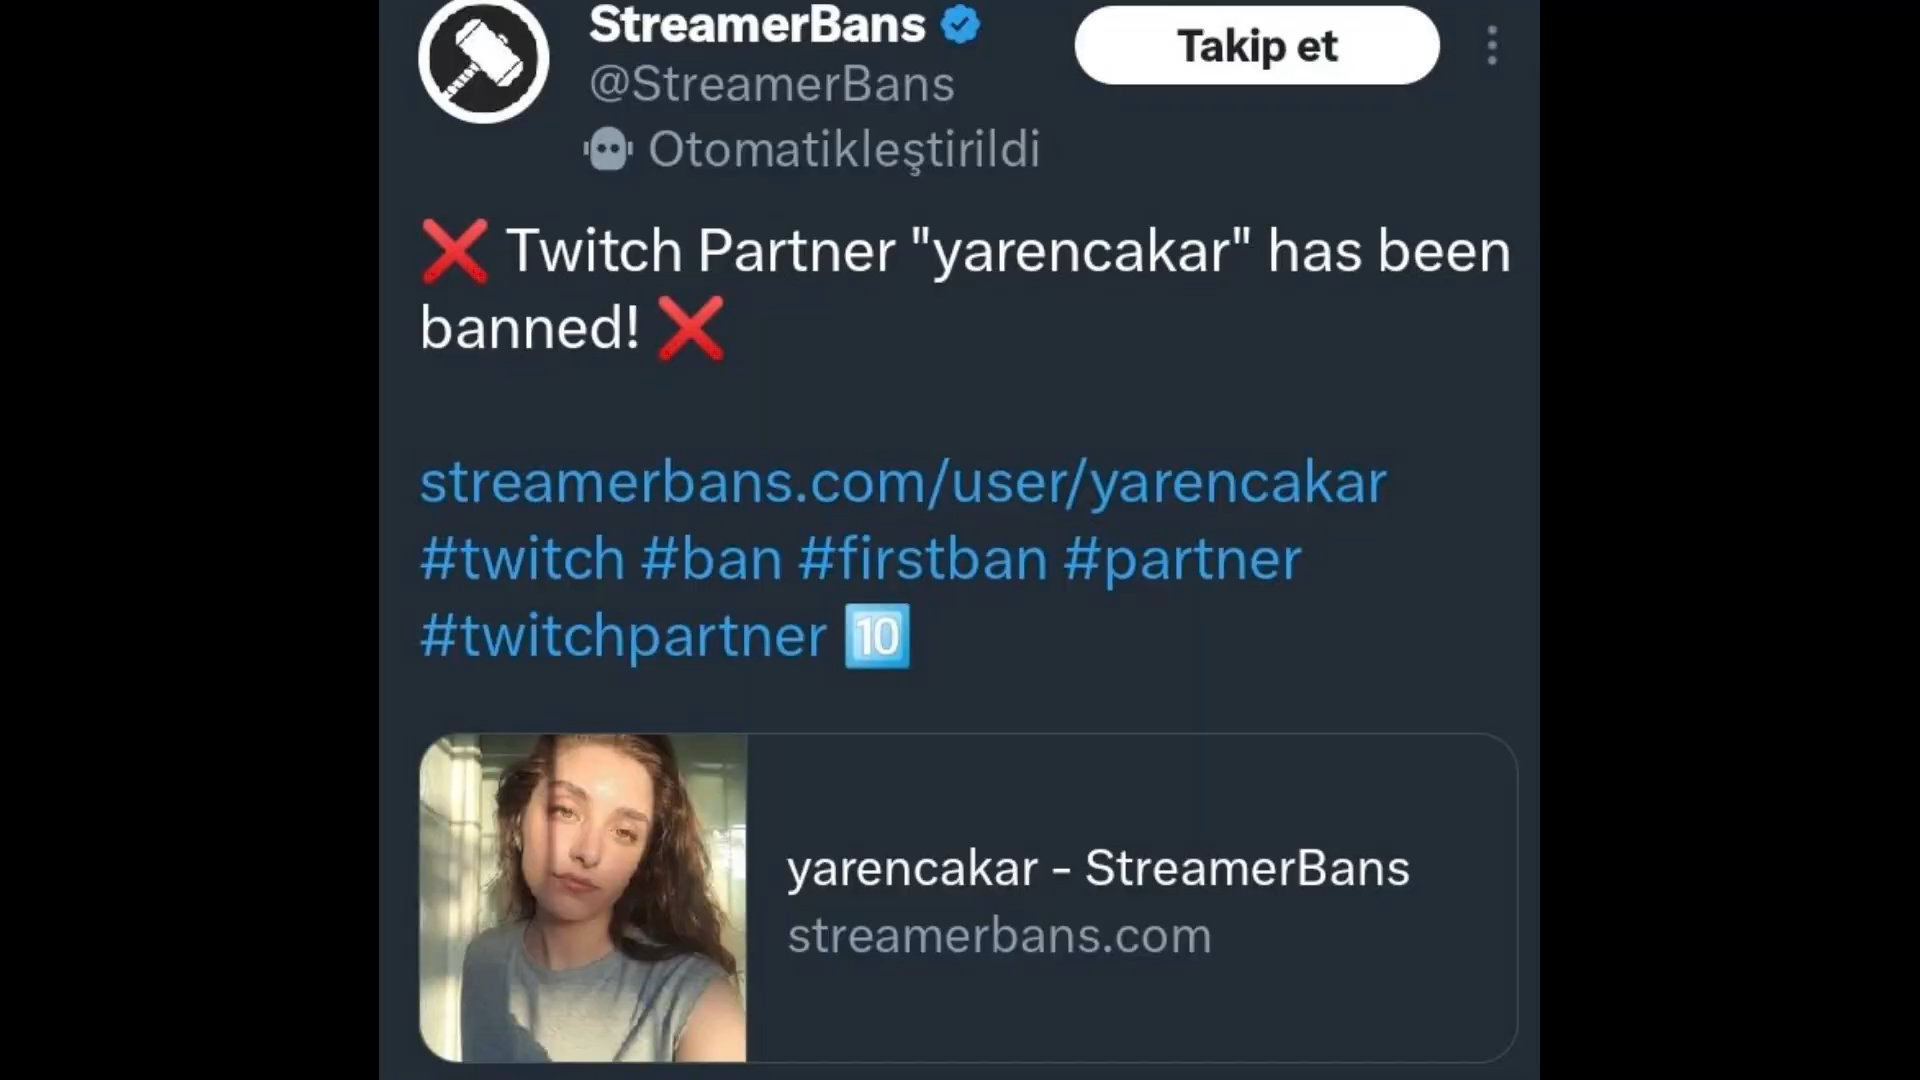 StreamerBans
Takip et
@StreamerBans
Otomatikleştirildi
❌ Twitch Partner "yarencakar" has been
banned! ❌
streamerbans.com/user/yarencakar
#twitch #ban #firstban #partner
#twitchpartner 🔟
yarencakar - StreamerBans
streamerbans.com